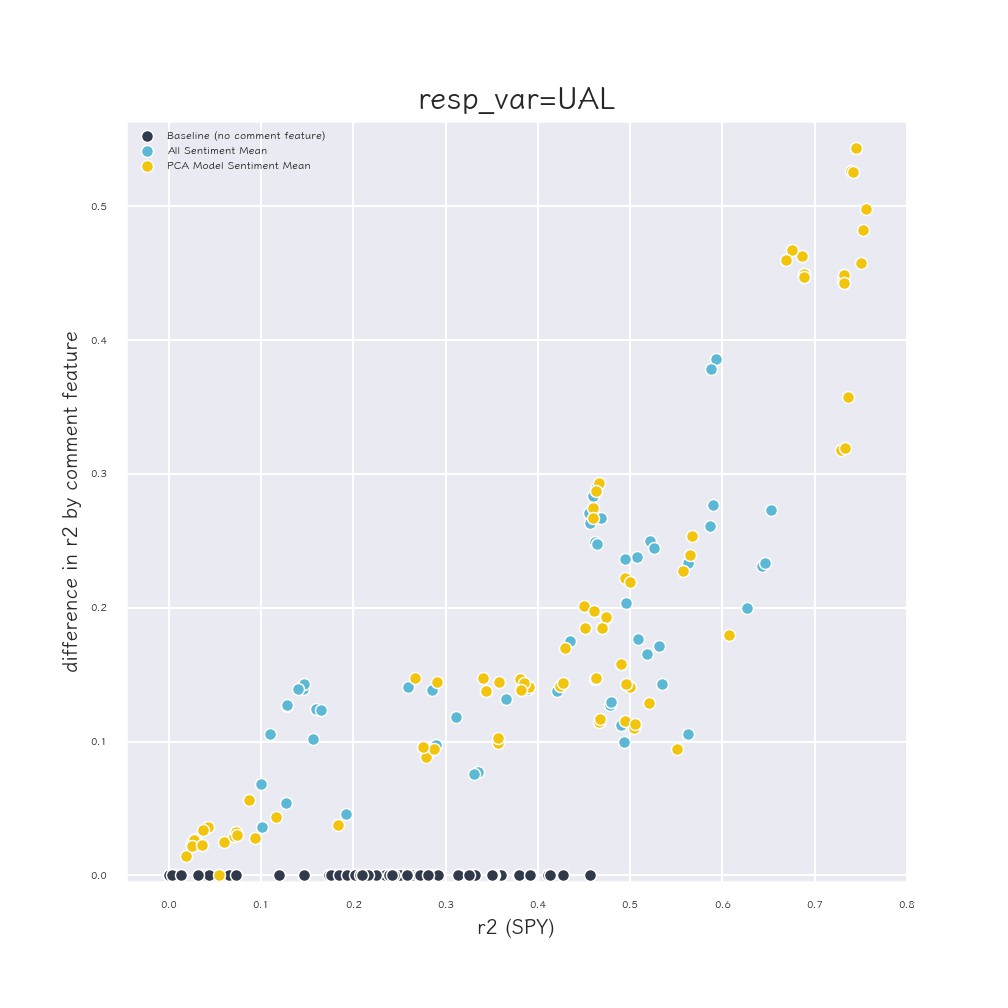 resp_var=UAL
Baseline (no comment feature)
All Sentiment Mean
PCA Model Sentiment Mean
difference in r2 by comment feature
0.5
0.4
0.3
0.2
0.1
0.0
0.0 0.1 0.2 0.3 0.4 0.5 0.6 0.7 0.8
r2 (SPY)